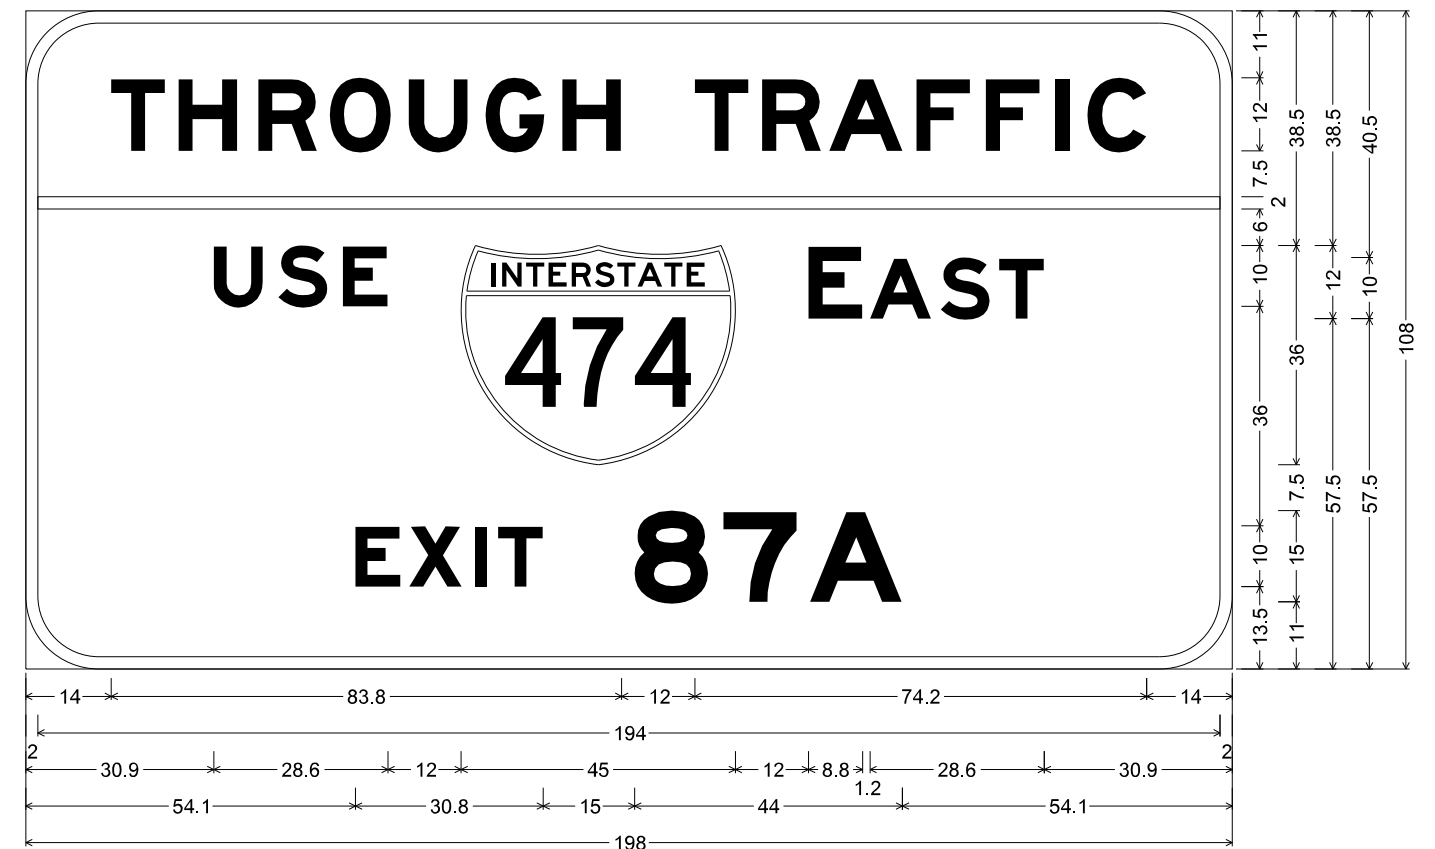 THROUGH TRAFFIC
USE INTERSTATE 474 EAST
EXIT 87A
11 12 7.5 2 6 10 36 10 13.5
38.5 36 7.5 15 11
38.5 12 57.5
40.5 10 57.5
108
14 83.8 12 74.2 14
2 194 2
30.9 28.6 12 45 12 8.8 1.2 28.6 30.9
54.1 30.8 15 44 54.1
198